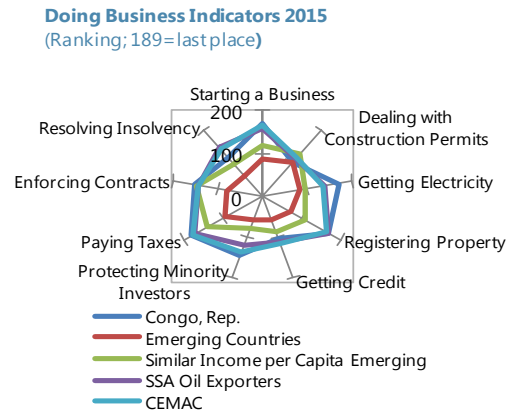 Doing Business Indicators 2015
(Ranking; 189=last place)
Starting a Business
200
Dealing with
Construction Permits
Resolving Insolvency
100
Enforcing Contracts
0
Getting Electricity
Paying Taxes
Registering Property
Protecting Minority
Investors
Getting Credit
Congo, Rep.
Emerging Countries
Similar Income per Capita Emerging
SSA Oil Exporters
CEMAC